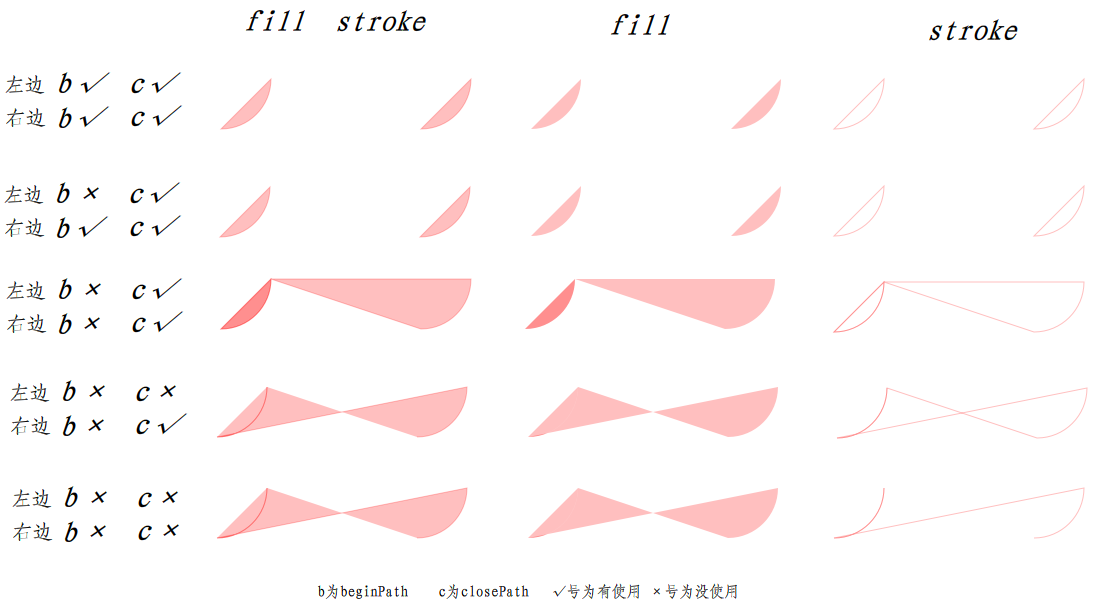 fill stroke
fill
stroke
左边 b ✓ c ✓
右边 b ✓ c ✓
左边 b × c ✓
右边 b ✓ c ✓
左边 b × c ✓
右边 b × c ✓
左边 b × c ×
右边 b × c ✓
左边 b × c ×
右边 b × c ×
b为beginPath c为closePath ✓号为有使用 ×号为没使用